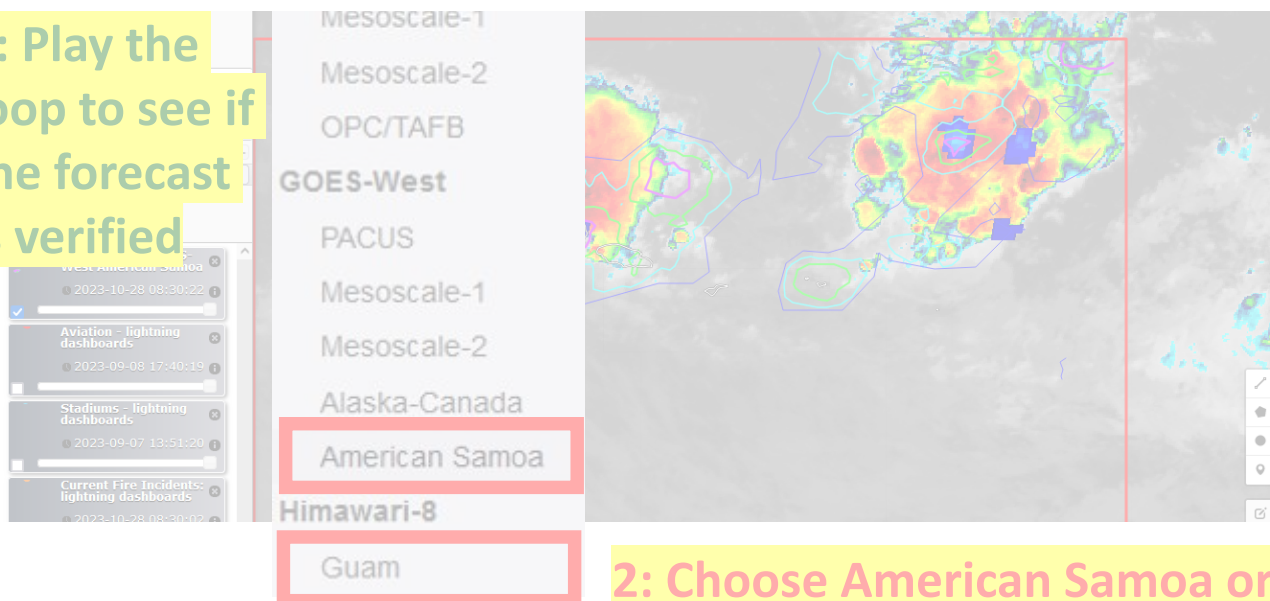 : Play the
oop to see if
he forecast
verified
West American Samoa
2023-10-28 08:30:22
Aviation - lightning
dashboards
2023-09-08 17:40:19
Stadiums - lightning
dashboards
2023-09-07 13:51:20
Current Fire Incidents:
lightning dashboards
2023-10-28 08:30:02
Mesoscale-1
Mesoscale-2
OPC/TAFB
GOES-West
PACUS
Mesoscale-1
Mesoscale-2
Alaska-Canada
American Samoa
Himawari-8
Guam
2: Choose American Samoa or